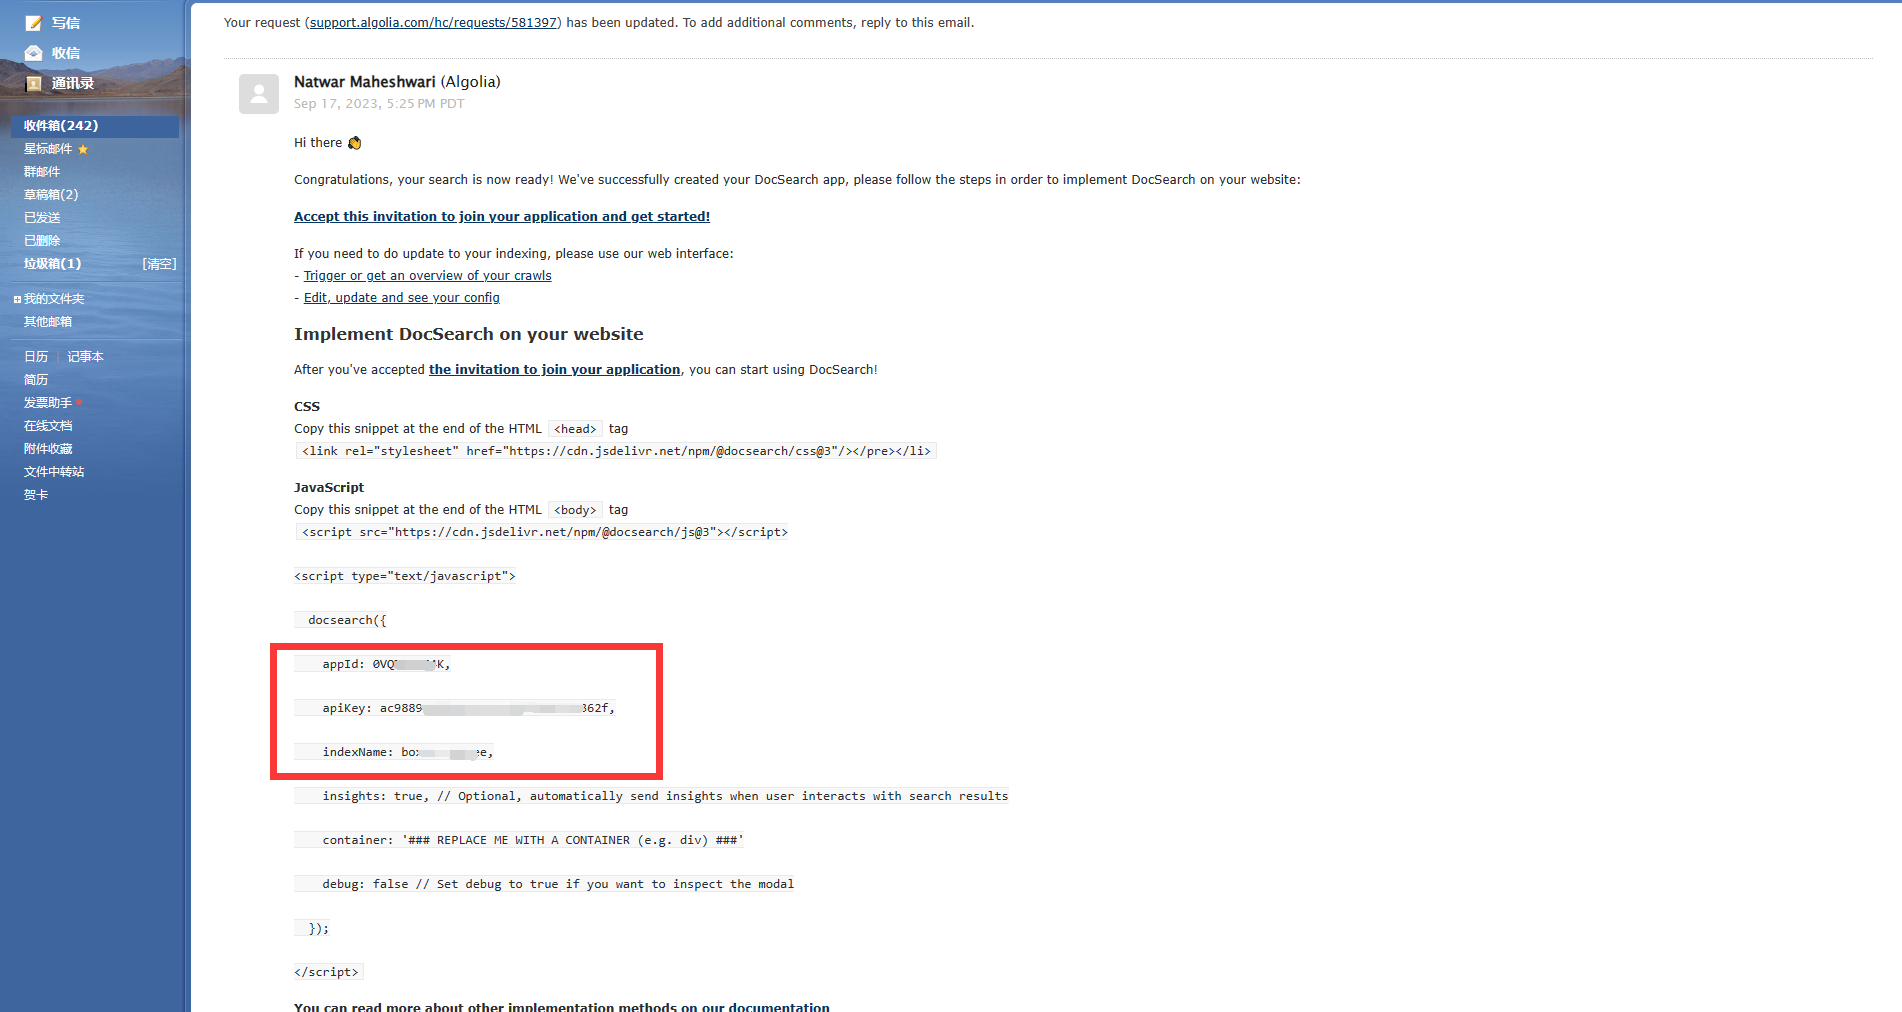 写信
收信
通讯录
收件箱(242)
星标邮件
群邮件
草稿箱(2)
已发送
已删除
垃圾箱(1) [清空]
我的文件夹
其他邮箱
日历 | 记事本
简历
发票助手
在线文档
附件收藏
文件中转站
贺卡
Your request (support.algolia.com/hc/requests/581397) has been updated. To add additional comments, reply to this email.
Natwar Maheshwari (Algolia)
Sep 17, 2023, 5:25 PM PDT
Hi there 👏
Congratulations, your search is now ready! We've successfully created your DocSearch app, please follow the steps in order to implement DocSearch on your website:
Accept this invitation to join your application and get started!
If you need to do update to your indexing, please use our web interface:
- Trigger or get an overview of your crawls
- Edit, update and see your config
Implement DocSearch on your website
After you've accepted the invitation to join your application, you can start using DocSearch!
CSS
Copy this snippet at the end of the HTML <head> tag
<link rel="stylesheet" href="https://cdn.jsdelivr.net/npm/@docsearch/css@3"/></pre></li>
JavaScript
Copy this snippet at the end of the HTML <body> tag
<script src="https://cdn.jsdelivr.net/npm/@docsearch/js@3"></script>
<script type="text/javascript">
docsearch({
appId:
apiKey:
indexName:
insights: true, // Optional, automatically send insights when user interacts with search results
container: '### REPLACE ME WITH A CONTAINER (e.g. div) ###'
debug: false // Set debug to true if you want to inspect the modal
});
</script>
You can read more about other implementation methods on our documentation